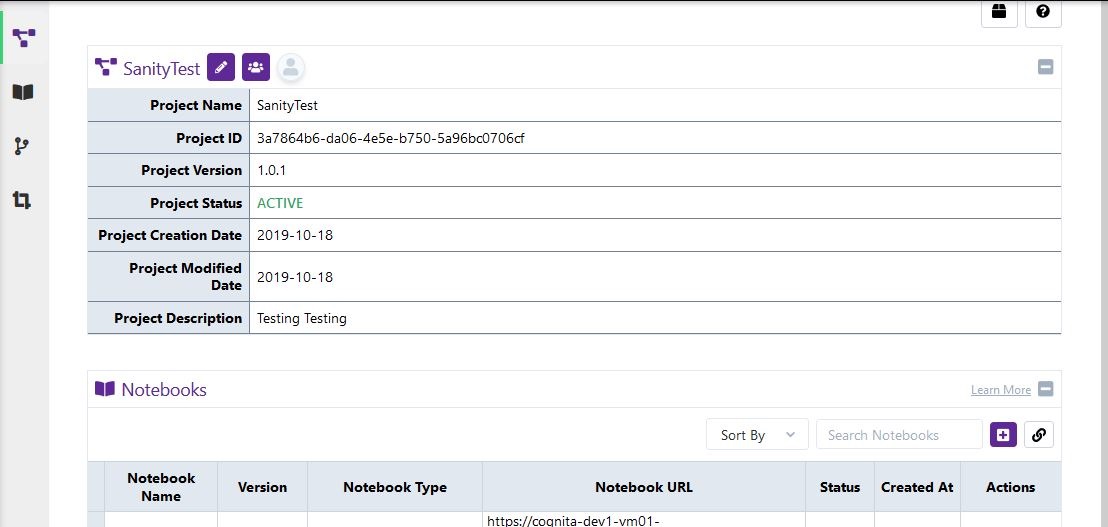 SanityTest
Project Name SanityTest
Project ID 3a7864b6-da06-4e5e-b750-5a96bc0706cf
Project Version 1.0.1
Project Status ACTIVE
Project Creation Date 2019-10-18
Project Modified
Date 2019-10-18
Project Description Testing Testing
Notebooks Learn More
Sort By Search Notebooks
Notebook
Name Version Notebook Type Notebook URL Status Created At Actions
https://cognita-dev1-vm01-